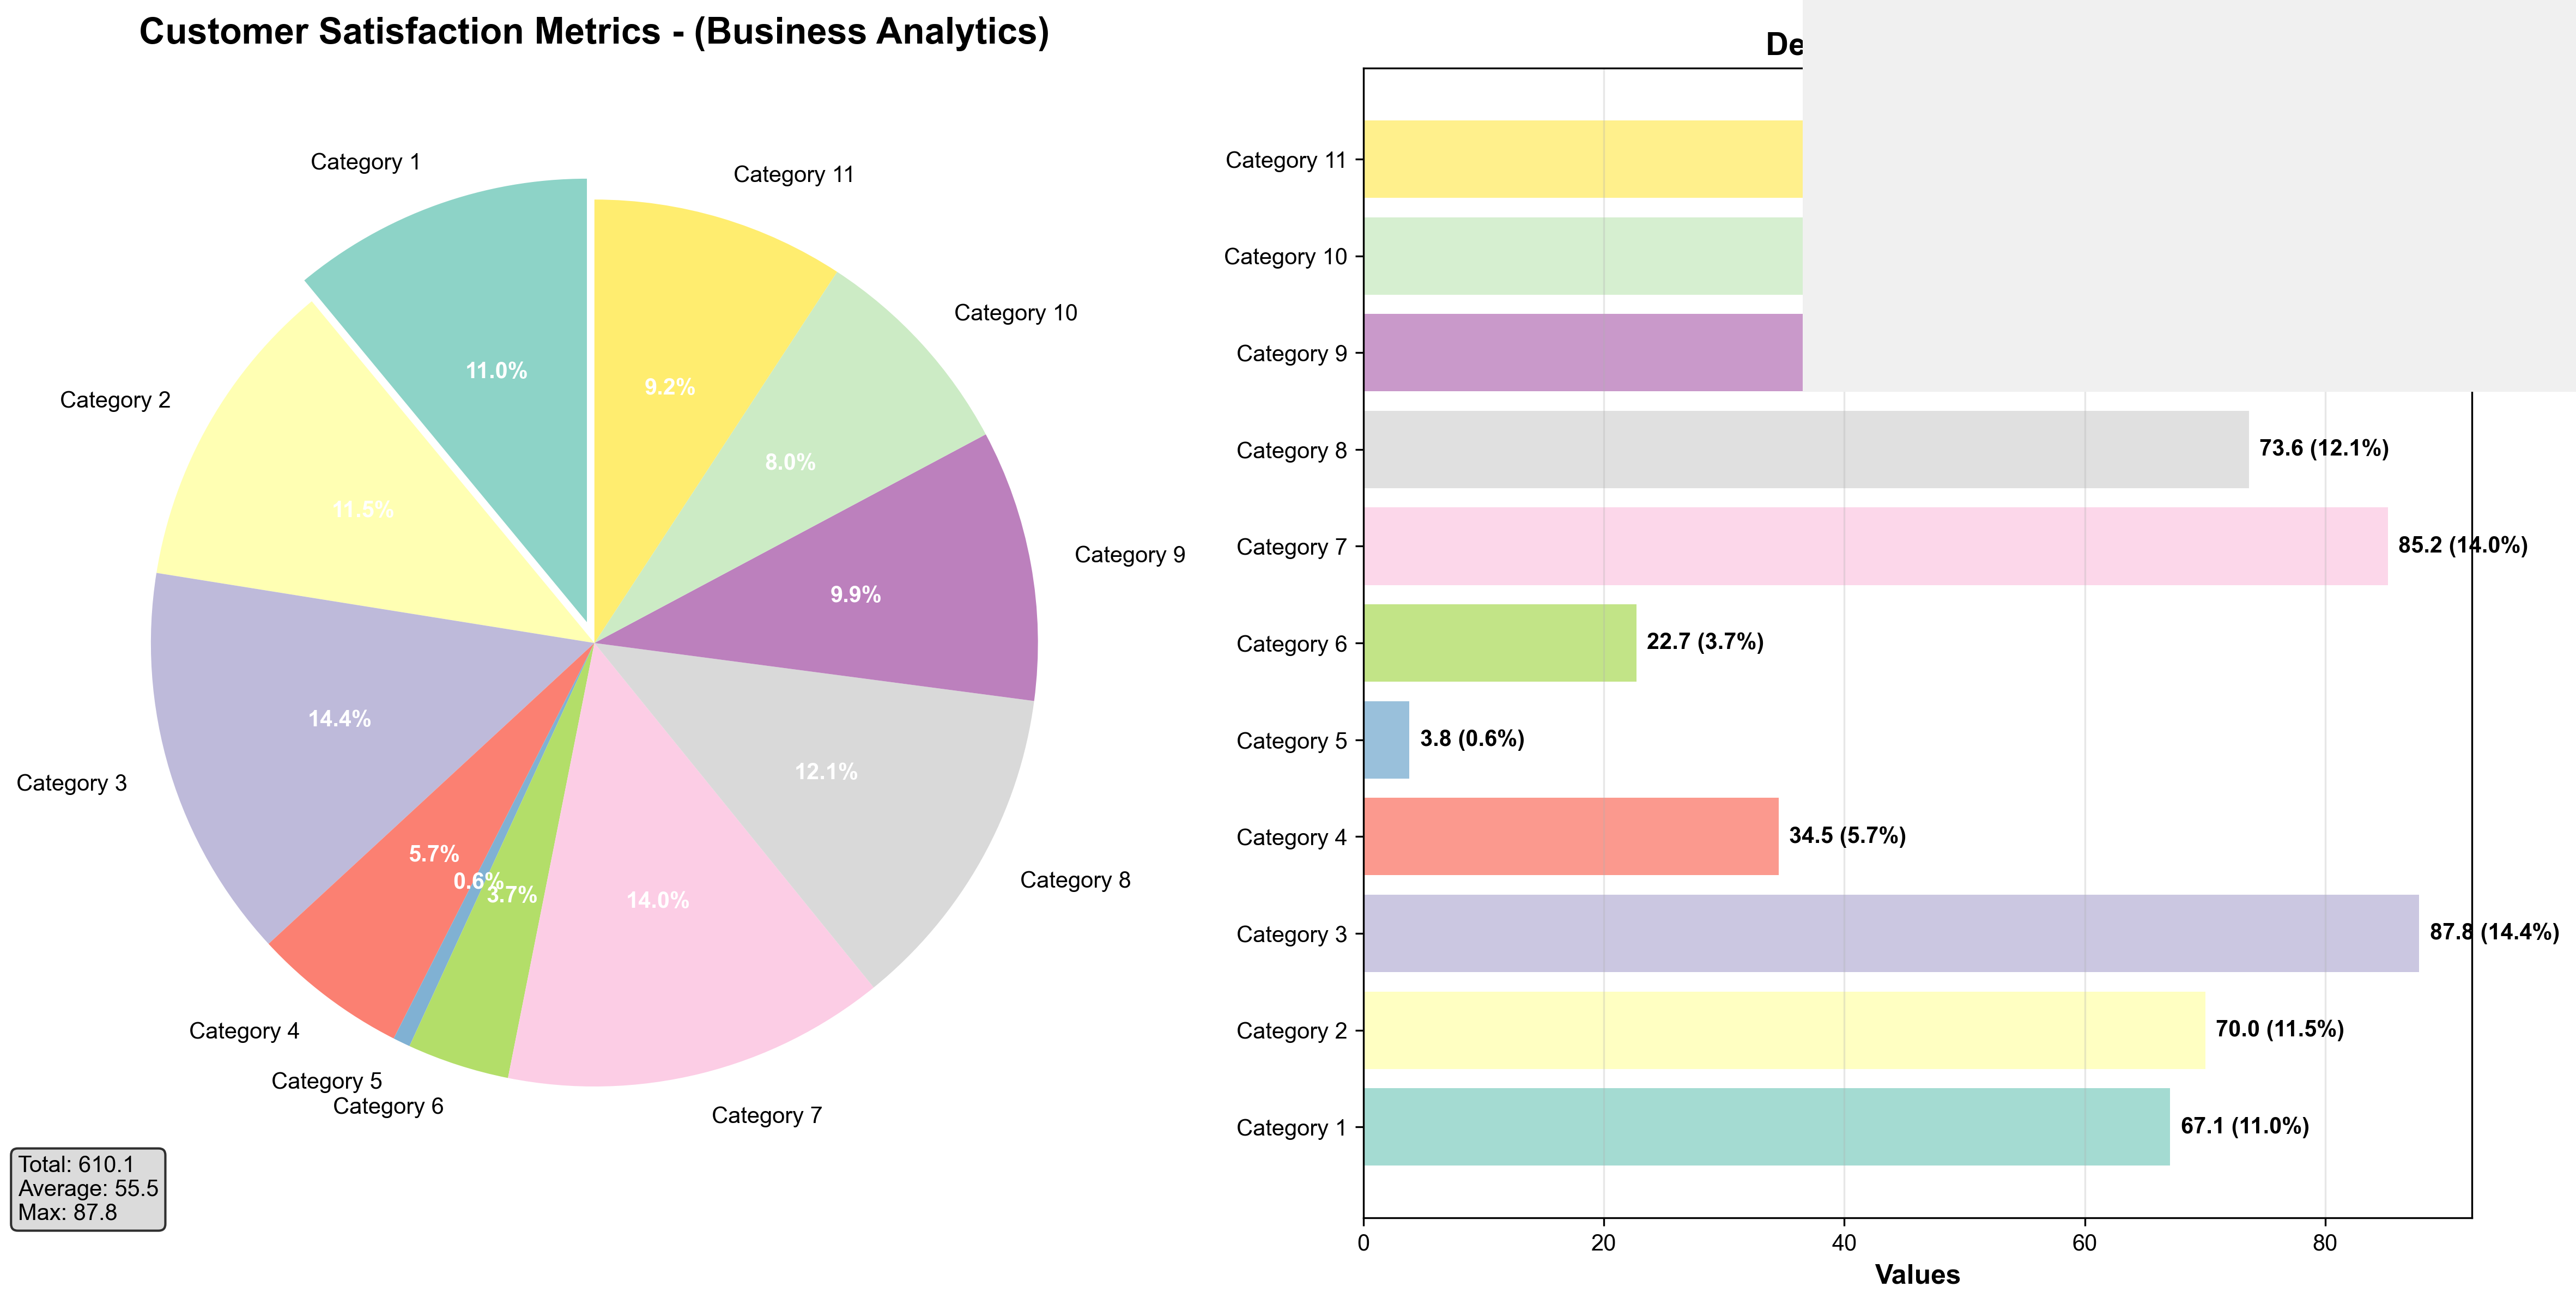 Customer Satisfaction Metrics - (Business Analytics)
Category 1
Category 11
Category 10
Category 2
Category 9
Category 3
Category 8
Category 4
Category 5
Category 6
Category 7
11.0%
9.2%
8.0%
11.5%
9.9%
14.4%
12.1%
5.7%
0.6%
3.7%
14.0%
Total: 610.1
Average: 55.5
Max: 87.8
Category 11
Category 10
Category 9
Category 8
73.6 (12.1%)
Category 7
85.2 (14.0%)
Category 6
22.7 (3.7%)
Category 5
3.8 (0.6%)
Category 4
34.5 (5.7%)
Category 3
87.8 (14.4%)
Category 2
70.0 (11.5%)
Category 1
67.1 (11.0%)
0
20
40
60
80
Values